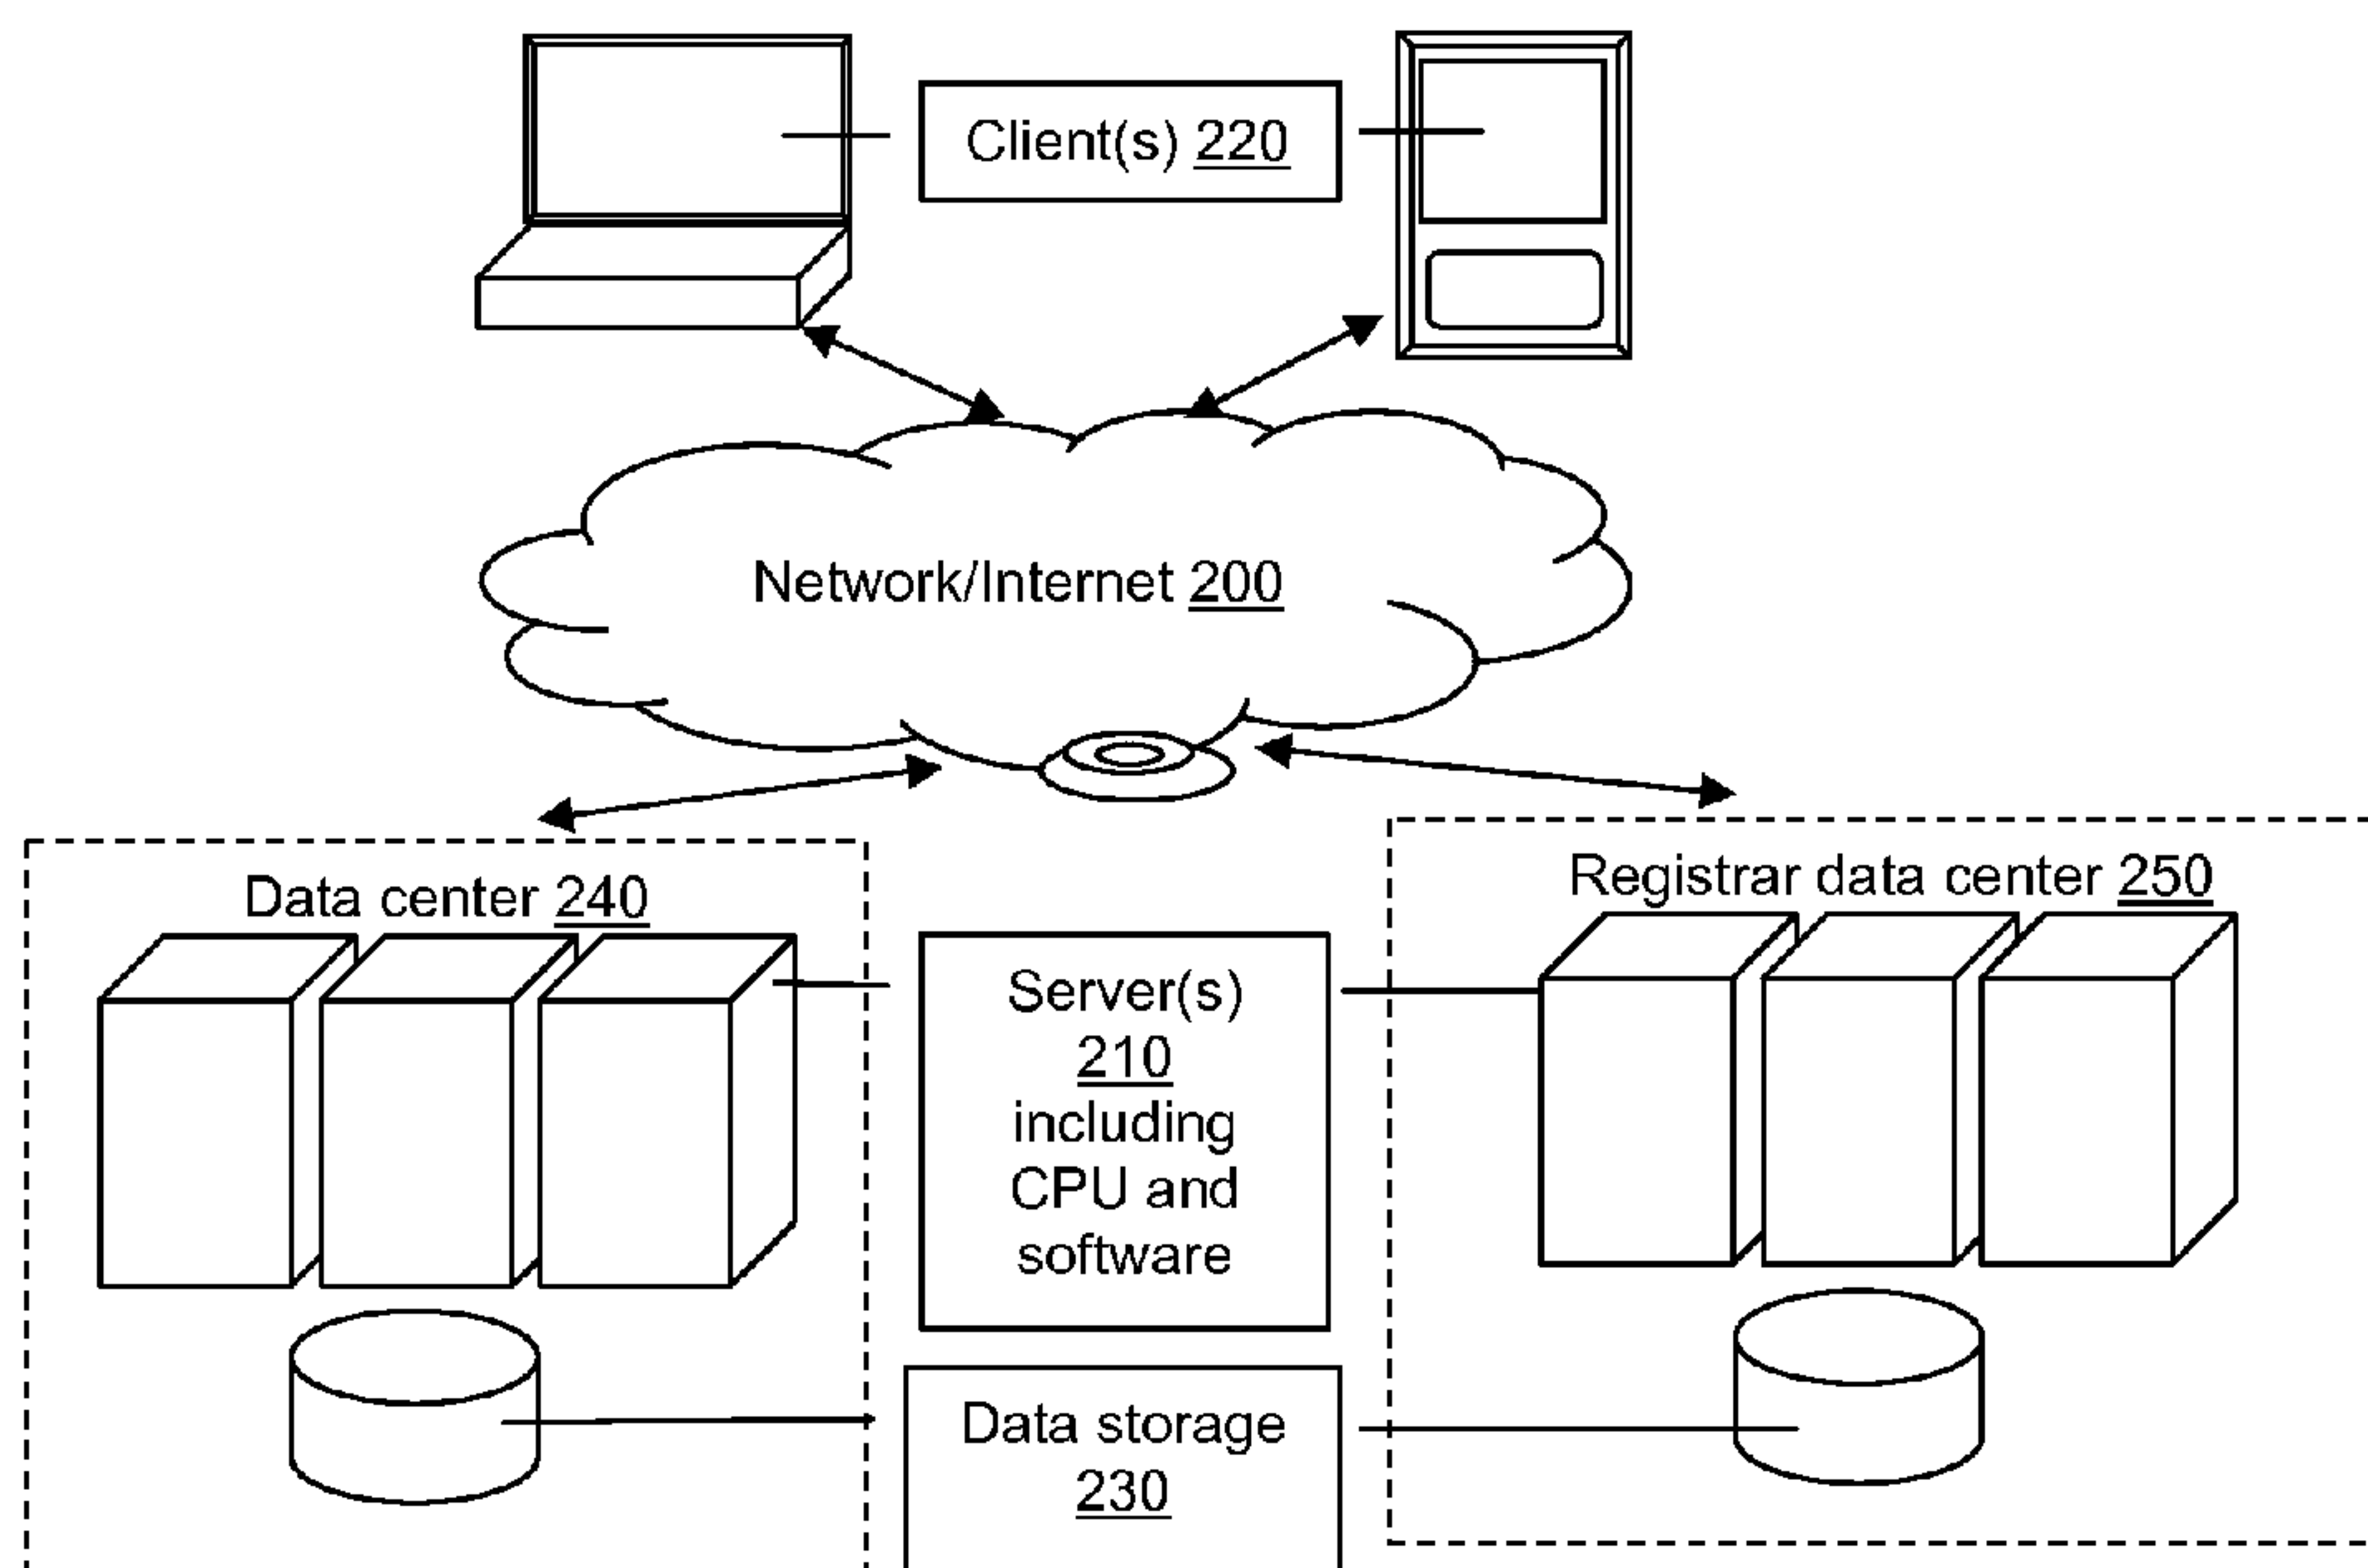 Client(s) 220
Network/Internet 200
Data center 240
Registrar data center 250
Server(s)
210
including
CPU and
software
Data storage
230